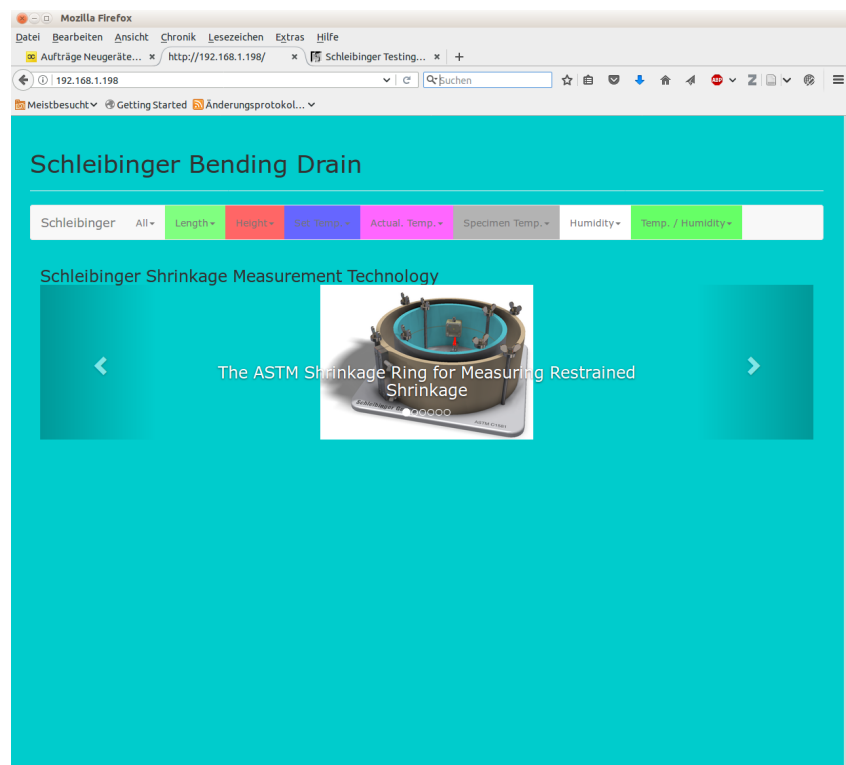 Mozilla Firefox
Datei Bearbeiten Ansicht Chronik Lesezeichen Extras Hilfe
Aufträge Neugeräte... × http://192.168.1.198/ × Schleibinger Testing... × +
192.168.1.198 Suchen ABP
Meistbesucht Getting Started Änderungsprotokol...
Schleibinger Bending Drain
Schleibinger All Length Height Actual. Temp. Specimen Temp. Humidity Temp. / Humidity
Schleibinger Shrinkage Measurement Technology
The ASTM Shrinkage Ring for Measuring Restrained
Shrinkage